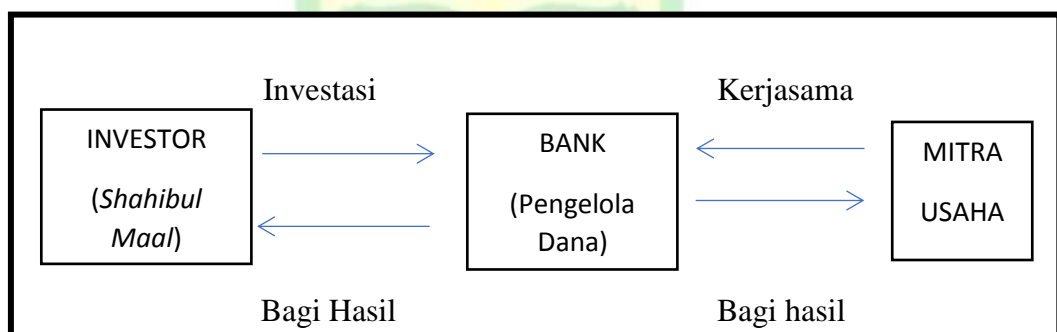 Investasi
Kerjasama
INVESTOR
(Shahibul
Maal)
BANK
(Pengelola
Dana)
MITRA
USAHA
Bagi Hasil
Bagi hasil